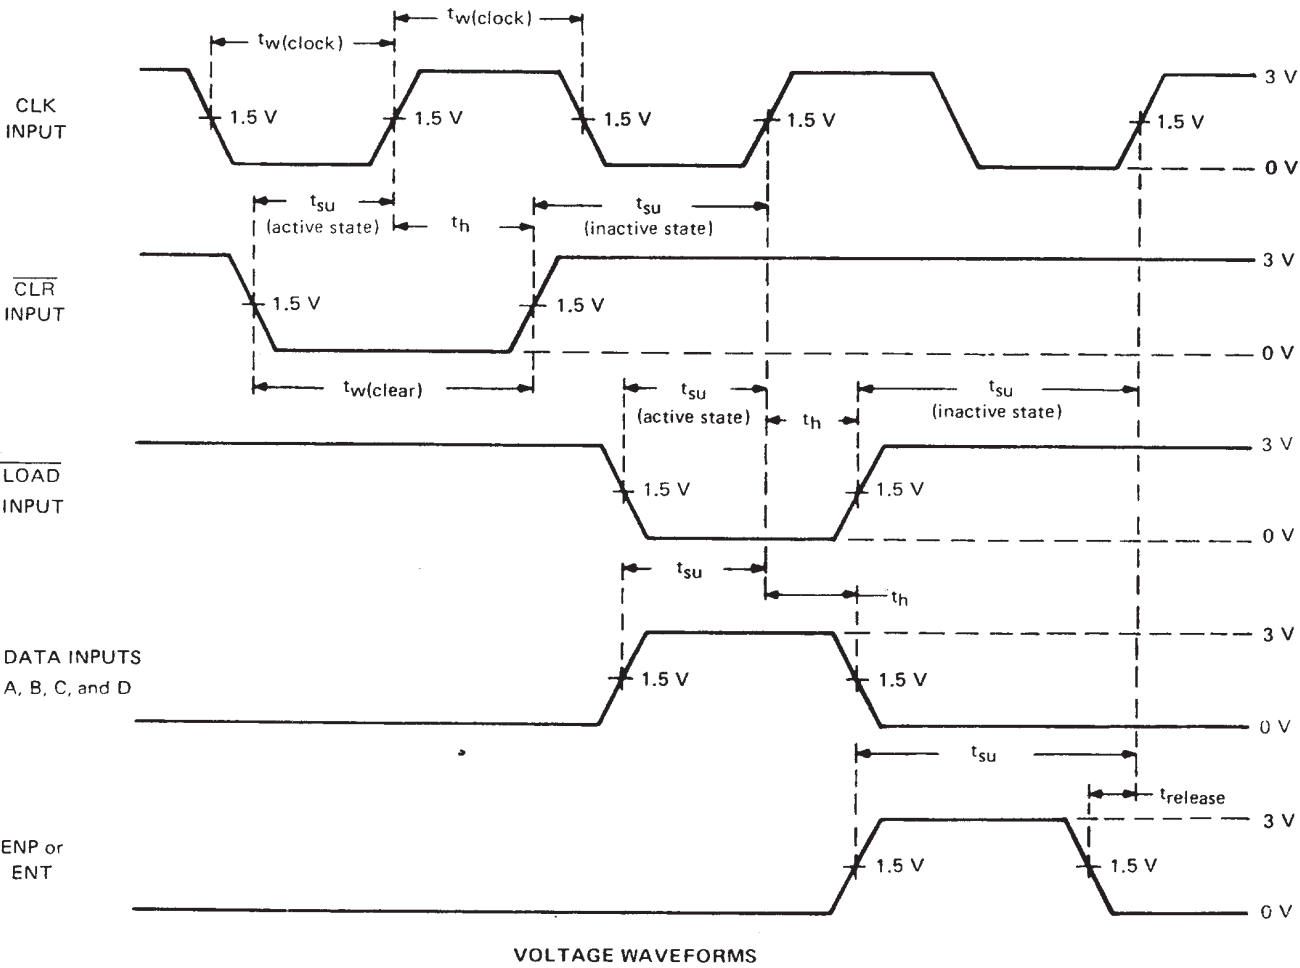 tw(clock)
tw(clock)
CLK
INPUT
1.5 V
1.5 V
1.5 V
1.5 V
1.5 V
3 V
0 V
tsu
(active state)
th
tsu
(inactive state)
CLR
INPUT
1.5 V
1.5 V
3 V
0 V
tw(clear)
tsu
(active state)
th
tsu
(inactive state)
LOAD
INPUT
1.5 V
1.5 V
3 V
0 V
tsu
th
DATA INPUTS
A, B, C, and D
1.5 V
1.5 V
3 V
0 V
tsu
trelease
ENP or
ENT
1.5 V
1.5 V
3 V
0 V
VOLTAGE WAVEFORMS